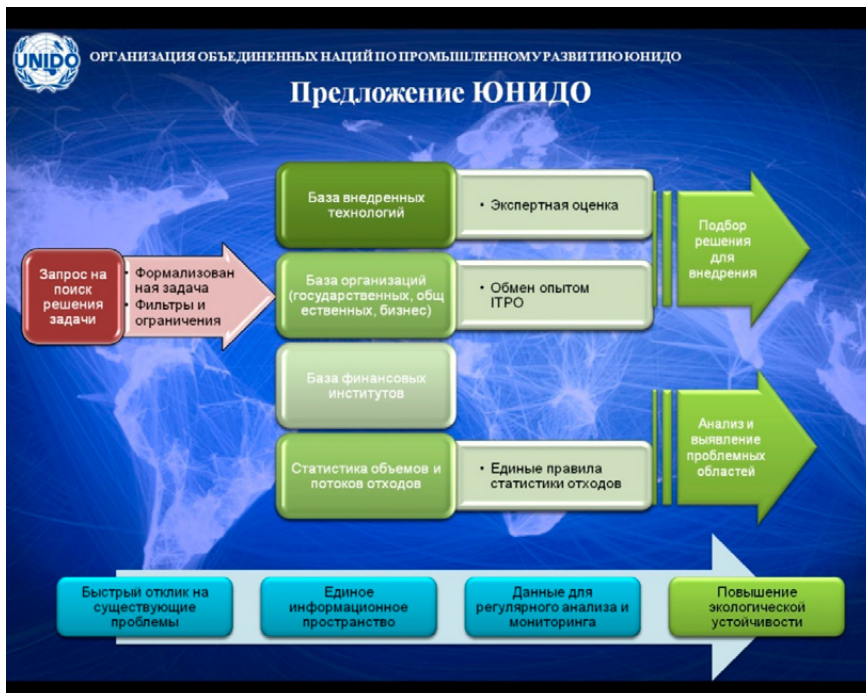 UNIDO
ОРГАНИЗАЦИЯ ОБЪЕДИНЕННЫХ НАЦИЙ ПО ПРОМЫШЛЕННОМУ РАЗВИТИЮ ЮНИДО
Предложение ЮНИДО
Запрос на
поиск
решения
задачи
• Формализован
ная задача
• Фильтры и
ограничения
База внедренных
технологий
• Экспертная оценка
База организаций
(государственных, общ
ественных, бизнес)
• Обмен опытом
ITPO
База финансовых
институтов
Статистика объемов и
потоков отходов
• Единые правила
статистики отходов
Подбор
решения
для
внедрения
Анализ и
выявление
проблемных
областей
Быстрый отклик на
существующие
проблемы
Единое
информационное
пространство
Данные для
регулярного анализа и
мониторинга
Повышение
экологической
устойчивости